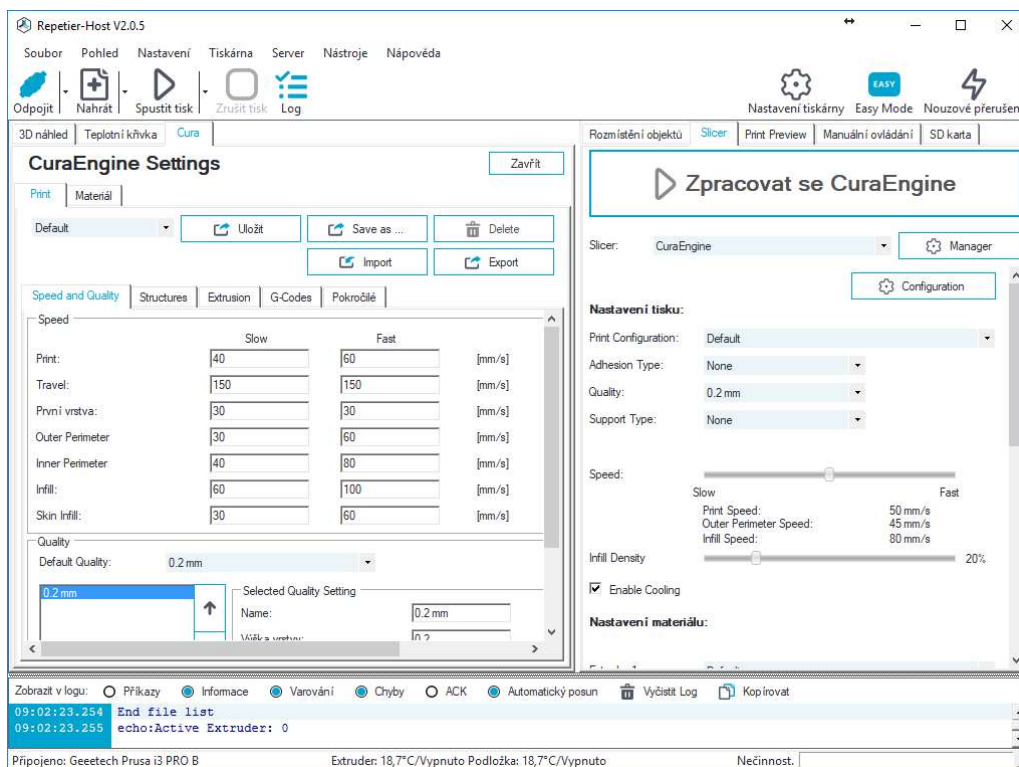 Repetier-Host V2.0.5
Soubor Pohled Nastavení Tiskárna Server Nástroje Nápověda
Odpojit Nahrát Spustit tisk Zrušit tisk Log Nastavení tiskárny Easy Mode Nouzové přerušen
EASY
3D náhled Teplotní křvka Cura
CuraEngine Settings Zavřít
Print Materiál
Default Uložit Save as ... Delete
Import Export
Speed and Quality Structures Extrusion G-Codes Pokročilé
Speed
Slow Fast
Print: 40 60 [mm/s]
Travel: 150 150 [mm/s]
První vrstva: 30 30 [mm/s]
Outer Perimeter 30 60 [mm/s]
Inner Perimeter 40 80 [mm/s]
Infill: 60 100 [mm/s]
Skin Infill: 30 60 [mm/s]
Quality
Default Quality: 0.2 mm
0.2 mm
Selected Quality Setting
Name: 0.2 mm
Výška vrstvy: 0.2
Rozmístění objektů Slicer Print Preview Manuální ovládání SD karta
Zpracovat se CuraEngine
Slicer: CuraEngine Manager
Configuration
Nastavení tisku:
Print Configuration: Default
Adhesion Type: None
Quality: 0.2 mm
Support Type: None
Speed:
Slow Fast
Print Speed: 50 mm/s
Outer Perimeter Speed: 45 mm/s
Infill Speed: 80 mm/s
Infill Density 20%
Enable Cooling
Nastavení materiálu:
Zobrazit v logu: Příkazy Infomace Varování Chyby ACK Automatický posun Vyčistit Log Kopírovat
09:02:23.254 End file list
09:02:23.255 echo:Active Extruder: 0
Připojeno: Geeetech Prusa i3 PRO B Extruder: 18,7°C/Vypnuto Podložka: 18,7°C/Vypnuto Nečinnost.